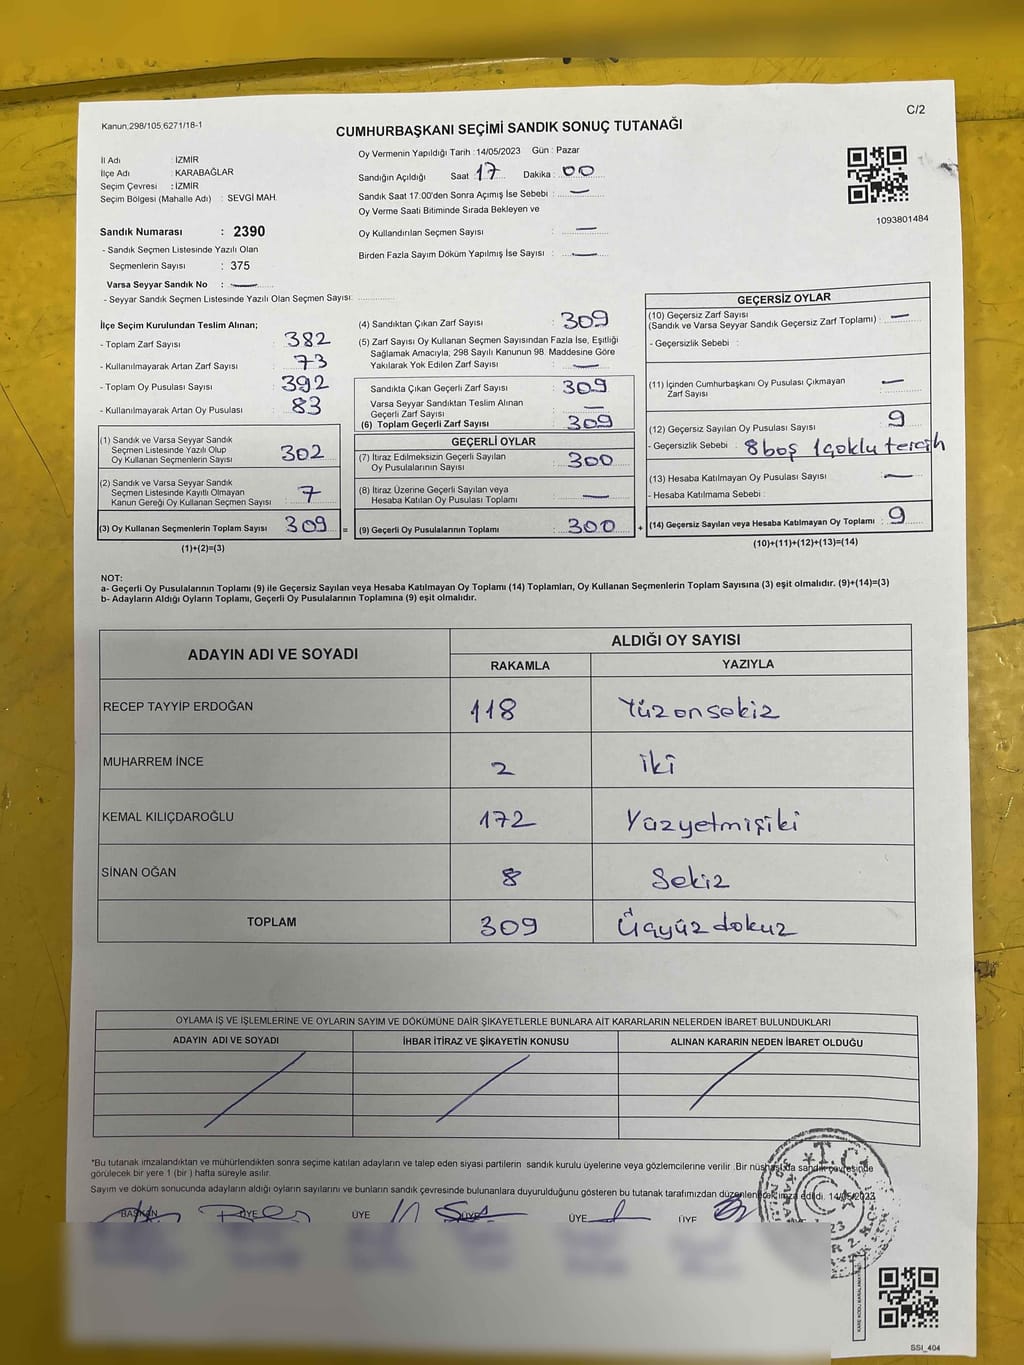 C/2
Kanun,298/105,6271/18-1
CUMHURBAŞKANI SEÇİMİ SANDIK SONUÇ TUTANAĞI
İl Adı : İZMİR
İlçe Adı : KARABAĞLAR
Seçim Çevresi : İZMİR
Seçim Bölgesi (Mahalle Adı) : SEVGİ MAH.
Sandık Numarası : 2390
- Sandık Seçmen Listesinde Yazılı Olan
Seçmenlerin Sayısı : 375
Varsa Seyyar Sandık No : —
- Seyyar Sandık Seçmen Listesinde Yazılı Olan Seçmen Sayısı:
Oy Vermenin Yapıldığı Tarih : 14/05/2023 Gün : Pazar
Sandığın Açıldığı Saat : 17 Dakika : 00
Sandık Saat 17:00'den Sonra Açımış İse Sebebi : —
Oy Verme Saati Bitiminde Sırada Bekleyen ve
Oy Kullandırılan Seçmen Sayısı : —
Birden Fazla Sayım Döküm Yapılmış İse Sayısı : —
1093801484
İlçe Seçim Kurulundan Teslim Alınan;
- Toplam Zarf Sayısı : 382
- Kullanılmayarak Artan Zarf Sayısı : 73
- Toplam Oy Pusulası Sayısı : 392
- Kullanılmayarak Artan Oy Pusulası : 83
(1) Sandık ve Varsa Seyyar Sandık
Seçmen Listesinde Yazılı Olup
Oy Kullanan Seçmenlerin Sayısı : 302
(2) Sandık ve Varsa Seyyar Sandık
Seçmen Listesinde Kayıtlı Olmayan
Kanun Gereği Oy Kullanan Seçmen Sayısı : 7
(3) Oy Kullanan Seçmenlerin Toplam Sayısı : 309 =
(1)+(2)=(3)
(4) Sandıktan Çıkan Zarf Sayısı : 309
(5) Zarf Sayısı Oy Kullanan Seçmen Sayısından Fazla İse, Eşitliği
Sağlamak Amacıyla, 298 Sayılı Kanunun 98. Maddesine Göre
Yakılarak Yok Edilen Zarf Sayısı : —
Sandıkta Çıkan Geçerli Zarf Sayısı : 309
Varsa Seyyar Sandıktan Teslim Alınan
Geçerli Zarf Sayısı : —
(6) Toplam Geçerli Zarf Sayısı : 309
GEÇERLİ OYLAR
(7) İtiraz Edilmeksizin Geçerli Sayılan
Oy Pusulalarının Sayısı : 300
(8) İtiraz Üzerine Geçerli Sayılan veya
Hesaba Katılan Oy Pusulası Toplamı : —
(9) Geçerli Oy Pusulalarının Toplamı : 300 +
GEÇERSİZ OYLAR
(10) Geçersiz Zarf Sayısı
(Sandık ve Varsa Seyyar Sandık Geçersiz Zarf Toplamı) : —
- Geçersizlik Sebebi :
(11) İçinden Cumhurbaşkanı Oy Pusulası Çıkmayan
Zarf Sayısı : —
(12) Geçersiz Sayılan Oy Pusulası Sayısı : 9
- Geçersizlik Sebebi : 8 boş 1 çoklu tercih
(13) Hesaba Katılmayan Oy Pusulası Sayısı : —
- Hesaba Katılmama Sebebi :
(14) Geçersiz Sayılan veya Hesaba Katılmayan Oy Toplamı : 9
(10)+(11)+(12)+(13)=(14)
NOT:
a- Geçerli Oy Pusulalarının Toplamı (9) ile Geçersiz Sayılan veya Hesaba Katılmayan Oy Toplamı (14) Toplamları, Oy Kullanan Seçmenlerin Toplam Sayısına (3) eşit olmalıdır. (9)+(14)=(3)
b- Adayların Aldığı Oyların Toplamı, Geçerli Oy Pusulalarının Toplamına (9) eşit olmalıdır.
ADAYIN ADI VE SOYADI
ALDIĞI OY SAYISI
RAKAMLA YAZIYLA
RECEP TAYYİP ERDOĞAN 118 Yüzonsekiz
MUHARREM İNCE 2 iki
KEMAL KILIÇDAROĞLU 172 Yüzyetmişiki
SİNAN OĞAN 8 Sekiz
TOPLAM 309 Üçyüzdokuz
OYLAMA İŞ VE İŞLEMLERİNE VE OYLARIN SAYIM VE DÖKÜMÜNE DAİR ŞİKAYETLERLE BUNLARA AİT KARARLARIN NELERDEN İBARET BULUNDUKLARI
ADAYIN ADI VE SOYADI İHBAR İTİRAZ VE ŞİKAYETİN KONUSU ALINAN KARARIN NEDEN İBARET OLDUĞU
*Bu tutanak imzalandıktan ve mühürlendikten sonra seçime katılan adayların ve talep eden siyasi partilerin sandık kurulu üyelerine veya gözlemcilerine verilir. Bir nüshası da sandık çevresinde
görülecek bir yere 1 (bir ) hafta süreyle asılır.
Sayım ve döküm sonucunda adayların aldığı oyların sayılarını ve bunların sandık çevresinde bulunanlara duyurulduğunu gösteren bu tutanak tarafımızdan düzenlenerek imza edildi. 14/05/2023
BAŞKAN ÜYE ÜYE ÜYE ÜYE ÜYE
T.C.
SSI_404